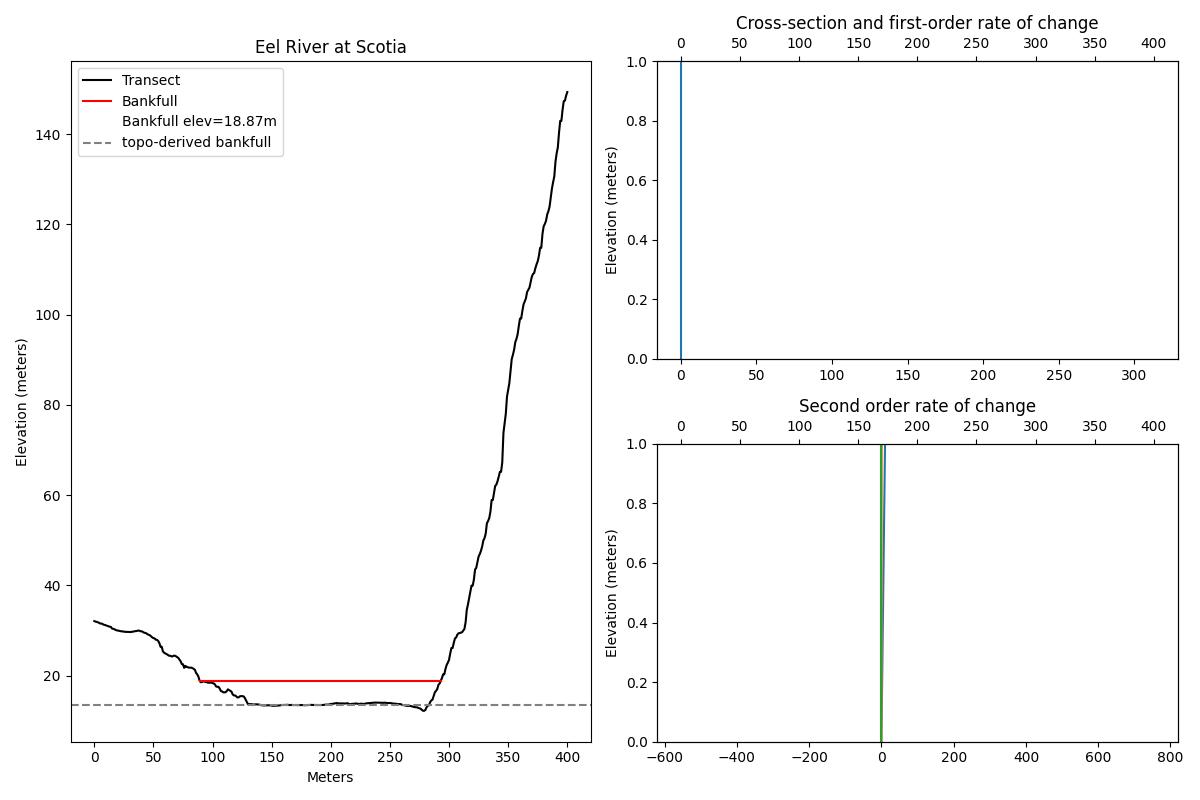 Eel River at Scotia
Transect
Bankfull
Bankfull elev=18.87m
topo-derived bankfull
140
120
100
80
60
40
20
Elevation (meters)
0 50 100 150 200 250 300 350 400
Meters
Cross-section and first-order rate of change
0 50 100 150 200 250 300 350 400
1.0
0.8
0.6
0.4
0.2
0.0
Elevation (meters)
0 50 100 150 200 250 300
Second order rate of change
0 50 100 150 200 250 300 350 400
1.0
0.8
0.6
0.4
0.2
0.0
Elevation (meters)
−600 −400 −200 0 200 400 600 800